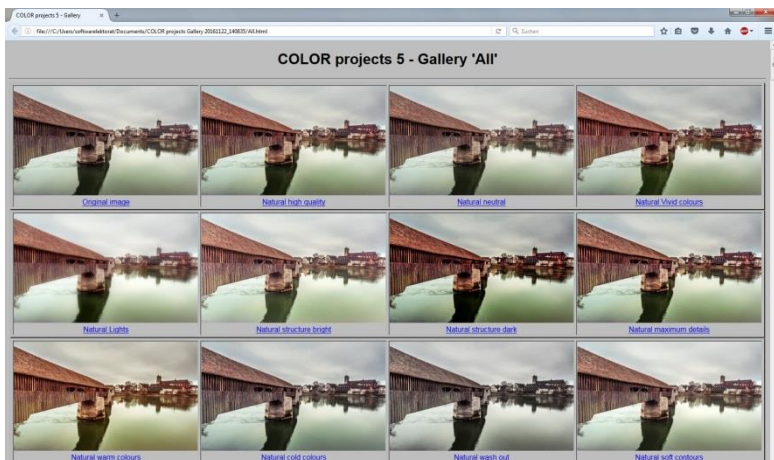 COLOR projects 5 - Gallery
file:///C:/Users/softwarelektorat/Documents/COLOR projects Gallery 20161122_140835/All.html
Suchen
COLOR projects 5 - Gallery 'All'
Original image Natural high quality Natural neutral Natural Vivid colours
Natural Lights Natural structure bright Natural structure dark Natural maximum details
Natural warm colours Natural cold colours Natural wash out Natural soft contours